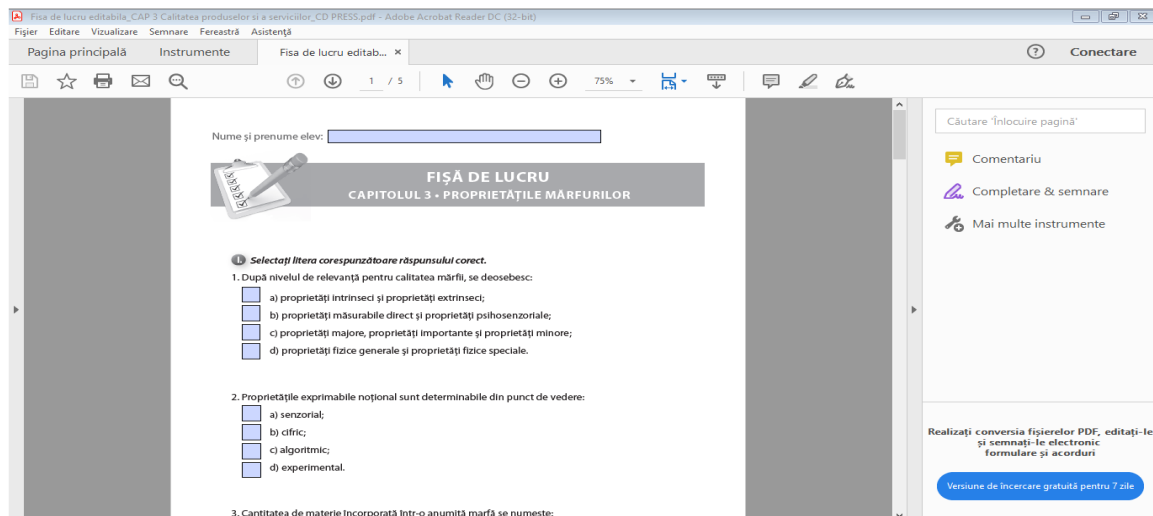 Fisa de lucru editabila_CAP 3 Calitatea produselor si a serviciilor_CD PRESS.pdf - Adobe Acrobat Reader DC (32-bit)
Fișier Editare Vizualizare Semnare Fereastră Asistență
Pagina principală Instrumente Fisa de lucru editab... × Conectare
1 / 5 75%
Căutare 'Înlocuire pagină'
Comentariu
Completare & semnare
Mai multe instrumente
Nume și prenume elev:
FIȘĂ DE LUCRU
CAPITOLUL 3 • PROPRIETĂȚILE MĂRFURILOR
I. Selectați litera corespunzătoare răspunsului corect.
1. După nivelul de relevanță pentru calitatea mărfii, se deosebesc:
a) proprietăți intrinseci și proprietăți extrinseci;
b) proprietăți măsurabile direct și proprietăți psihosenzoriale;
c) proprietăți majore, proprietăți importante și proprietăți minore;
d) proprietăți fizice generale și proprietăți fizice speciale.
2. Proprietățile exprimabile noțional sunt determinabile din punct de vedere:
a) senzorial;
b) cifric;
c) algoritmic;
d) experimental.
3. Cantitatea de materie încorporată într-o anumită marfă se numește:
Realizați conversia fișierelor PDF, editați-le
și semnați-le electronic
formulare și acorduri
Versiune de încercare gratuită pentru 7 zile